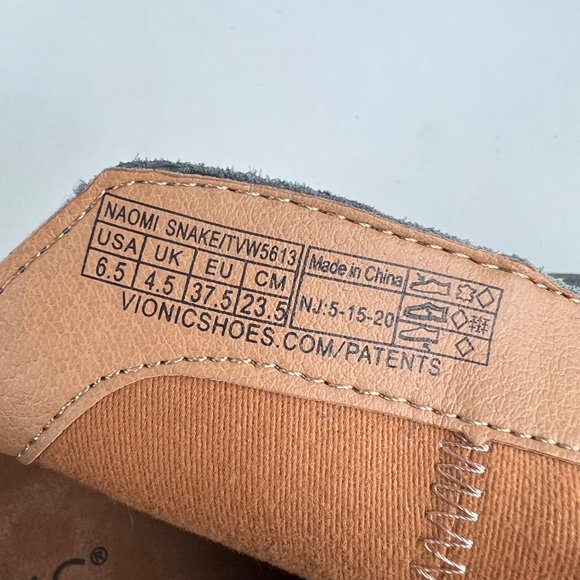 NAOMI SNAKE/TVW5613
USA UK EU CM
6.5 4.5 37.5 23.5
Made in China
NJ:5-15-20
VIONICSHOES.COM/PATENTS
®